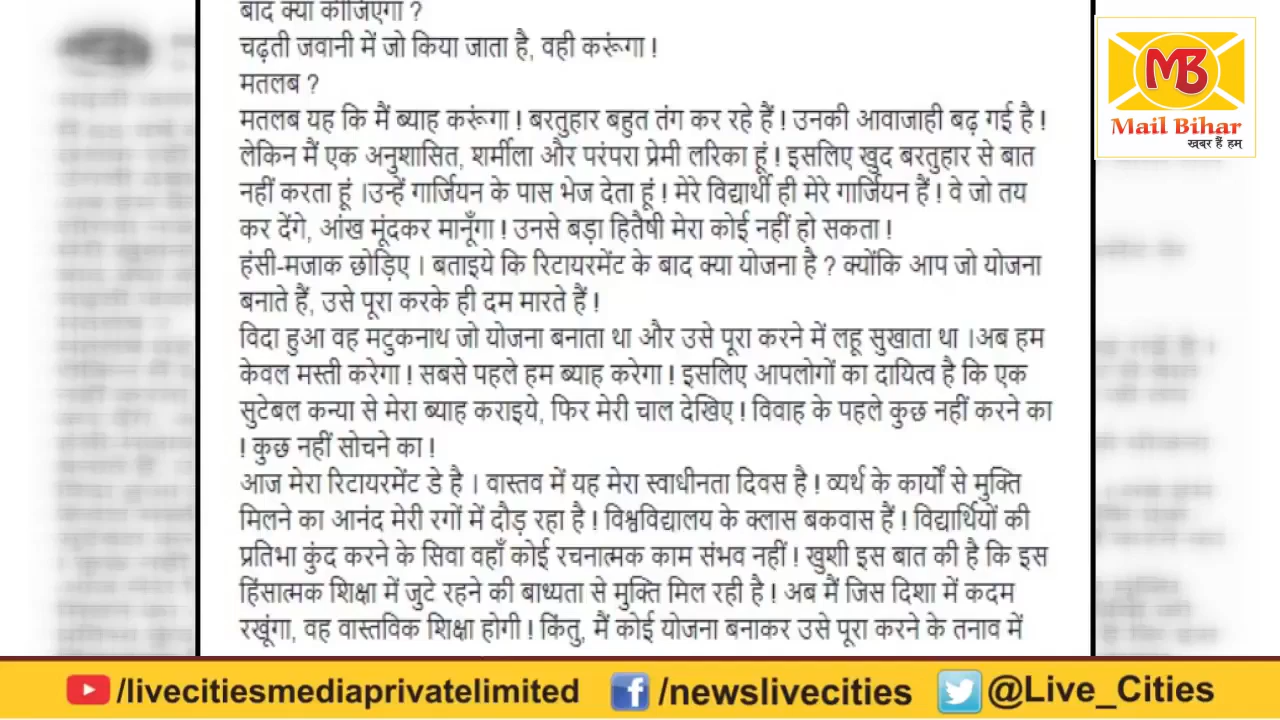 बाद क्या कीजिएगा ?
चढ़ती जवानी में जो किया जाता है, वही करूंगा !
मतलब ?
मतलब यह कि मैं ब्याह करूंगा ! बरतुहार बहुत तंग कर रहे हैं ! उनकी आवाजाही बढ़ गई है !
लेकिन मैं एक अनुशासित, शर्मीला और परंपरा प्रेमी लरिका हूं ! इसलिए खुद बरतुहार से बात
नहीं करता हूं ।उन्हें गार्जियन के पास भेज देता हूं ! मेरे विद्यार्थी ही मेरे गार्जियन हैं ! वे जो तय
कर देंगे, आंख मूंदकर मानूँगा ! उनसे बड़ा हितैषी मेरा कोई नहीं हो सकता !
हंसी-मजाक छोड़िए । बताइये कि रिटायरमेंट के बाद क्या योजना है ? क्योंकि आप जो योजना
बनाते हैं, उसे पूरा करके ही दम मारते हैं !
विदा हुआ वह मटुकनाथ जो योजना बनाता था और उसे पूरा करने में लहू सुखाता था ।अब हम
केवल मस्ती करेगा ! सबसे पहले हम ब्याह करेगा ! इसलिए आपलोगों का दायित्व है कि एक
सुटेबल कन्या से मेरा ब्याह कराइये, फिर मेरी चाल देखिए ! विवाह के पहले कुछ नहीं करने का
! कुछ नहीं सोचने का !
आज मेरा रिटायरमेंट डे है । वास्तव में यह मेरा स्वाधीनता दिवस है ! व्यर्थ के कार्यों से मुक्ति
मिलने का आनंद मेरी रगों में दौड़ रहा है ! विश्वविद्यालय के क्लास बकवास हैं ! विद्यार्थियों की
प्रतिभा कुंद करने के सिवा वहाँ कोई रचनात्मक काम संभव नहीं ! खुशी इस बात की है कि इस
हिंसात्मक शिक्षा में जुटे रहने की बाध्यता से मुक्ति मिल रही है ! अब मैं जिस दिशा में कदम
रखूंगा, वह वास्तविक शिक्षा होगी ! किंतु, मैं कोई योजना बनाकर उसे पूरा करने के तनाव में
MB
Mail Bihar
खबर हैं हम
/livecitiesmediaprivatelimited
/newslivecities
@Live_Cities